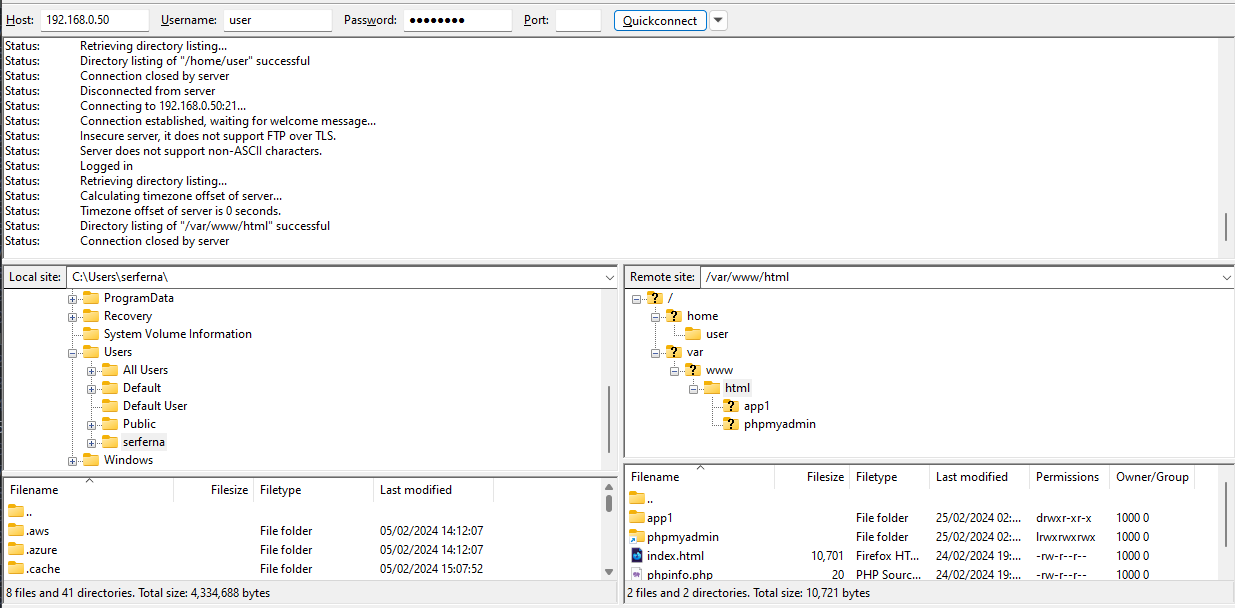 Host: 192.168.0.50 Username: user Password: ●●●●●●●● Port: Quickconnect
Status: Retrieving directory listing...
Status: Directory listing of "/home/user" successful
Status: Connection closed by server
Status: Disconnected from server
Status: Connecting to 192.168.0.50:21...
Status: Connection established, waiting for welcome message...
Status: Insecure server, it does not support FTP over TLS.
Status: Server does not support non-ASCII characters.
Status: Logged in
Status: Retrieving directory listing...
Status: Calculating timezone offset of server...
Status: Timezone offset of server is 0 seconds.
Status: Directory listing of "/var/www/html" successful
Status: Connection closed by server
Local site: C:\Users\serferna\
ProgramData
Recovery
System Volume Information
Users
All Users
Default
Default User
Public
serferna
Windows
Filename Filesize Filetype Last modified
..
.aws File folder 05/02/2024 14:12:07
.azure File folder 05/02/2024 14:12:07
.cache File folder 05/02/2024 15:07:52
8 files and 41 directories. Total size: 4,334,688 bytes
Remote site: /var/www/html
/
home
user
var
www
html
app1
phpmyadmin
Filename Filesize Filetype Last modified Permissions Owner/Group
..
app1 File folder 25/02/2024 02:... drwxr-xr-x 1000 0
phpmyadmin File folder 25/02/2024 02:... lrwxrwxrwx 1000 0
index.html 10,701 Firefox HT... 24/02/2024 19:... -rw-r--r-- 1000 0
phpinfo.php 20 PHP Sourc... 24/02/2024 19:... -rw-r--r-- 1000 0
2 files and 2 directories. Total size: 10,721 bytes